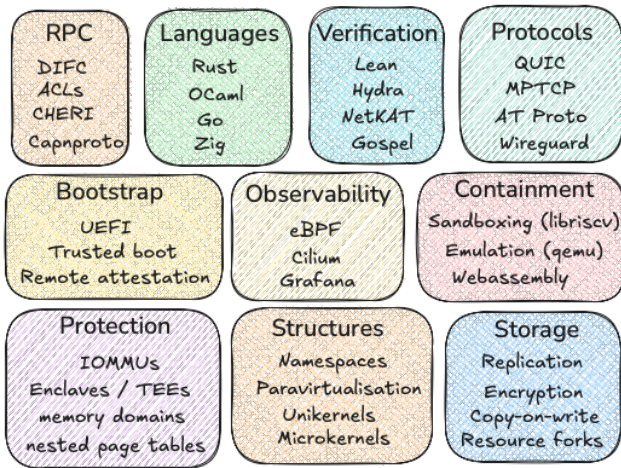 RPC
DIFC
ACLs
CHERI
Capnproto
Languages
Rust
OCaml
Go
Zig
Verification
Lean
Hydra
NetKAT
Gospel
Protocols
QUIC
MPTCP
AT Proto
Wireguard
Bootstrap
UEFI
Trusted boot
Remote attestation
Observability
eBPF
Cilium
Grafana
Containment
Sandboxing (libriscv)
Emulation (qemu)
Webassembly
Protection
IOMMUs
Enclaves / TEEs
memory domains
nested page tables
Structures
Namespaces
Paravirtualisation
Unikernels
Microkernels
Storage
Replication
Encryption
Copy-on-write
Resource forks